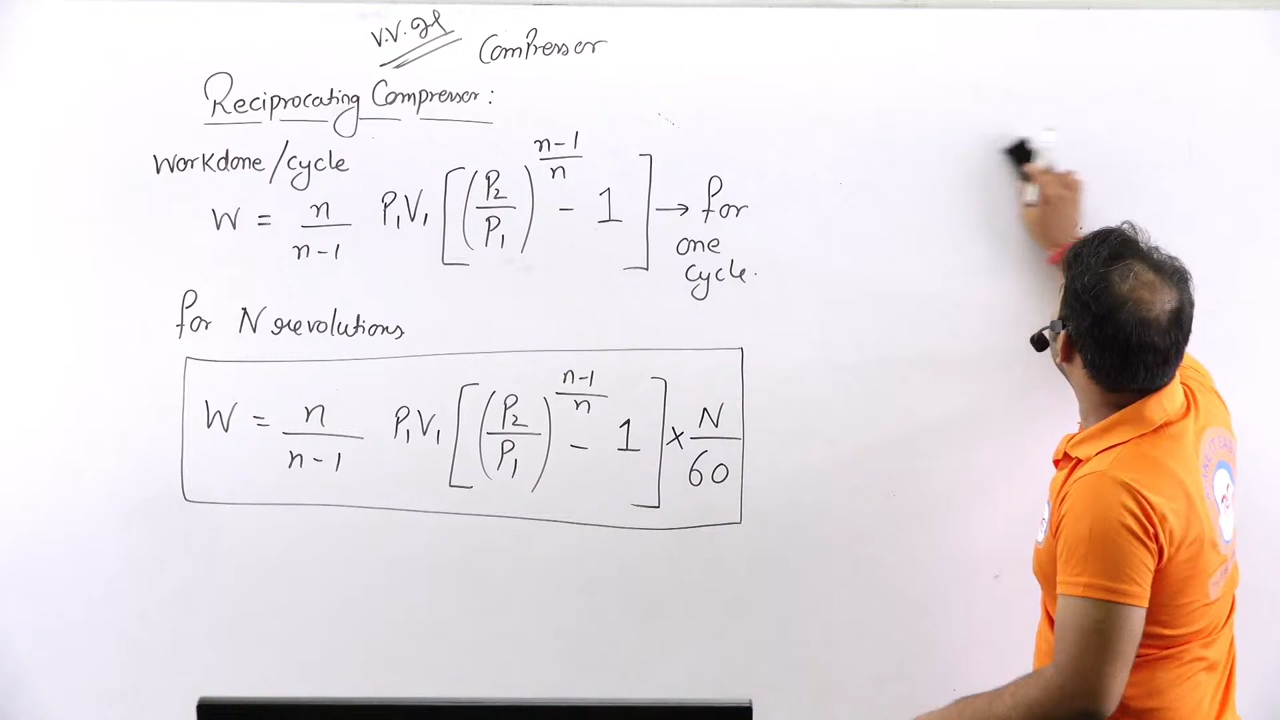 V.V. Compressor
Reciprocating Compressor:
Workdone/cycle
W = n/(n-1) P₁V₁ [(P₂/P₁)^((n-1)/n) - 1] → for one cycle.
for N revolutions
W = n/(n-1) P₁V₁ [(P₂/P₁)^((n-1)/n) - 1] × N/60